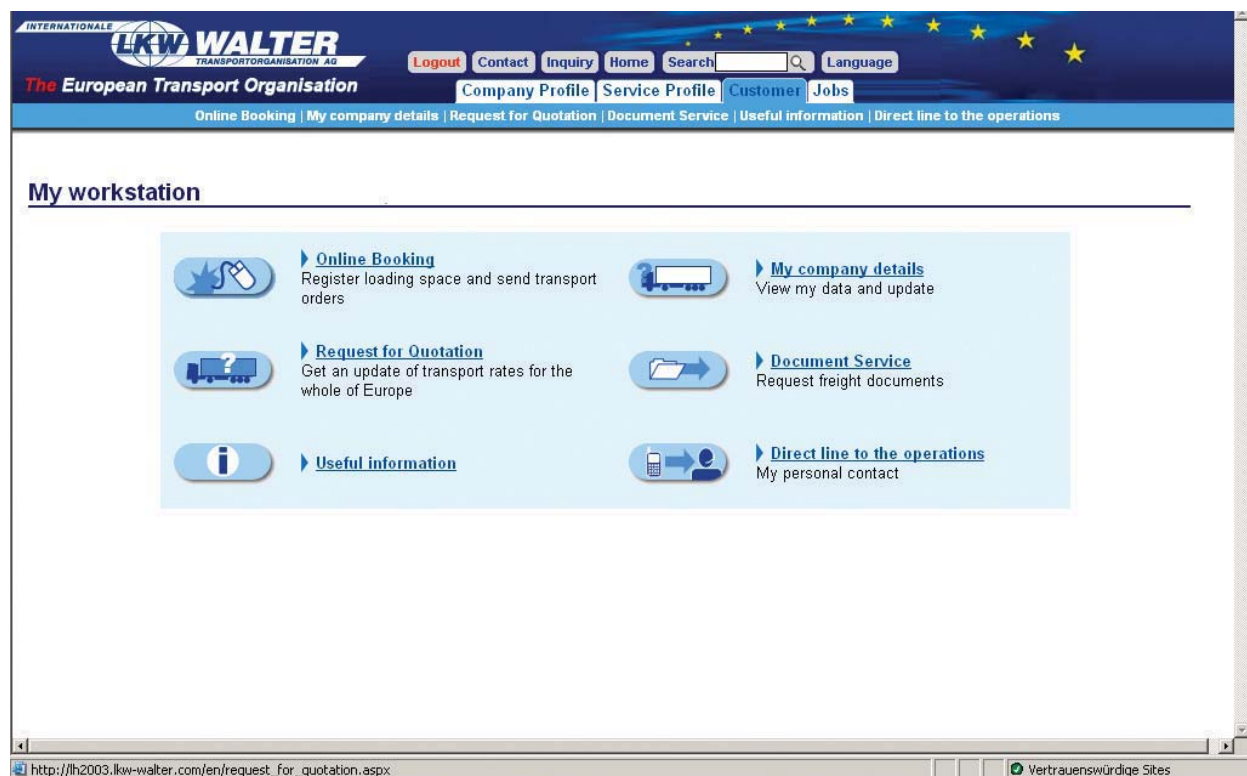 INTERNATIONALE
LKW WALTER
TRANSPORTORGANISATION AG
The European Transport Organisation
Logout Contact Inquiry Home Search Language
Company Profile Service Profile Customer Jobs
Online Booking | My company details | Request for Quotation | Document Service | Useful information | Direct line to the operations
My workstation
Online Booking
Register loading space and send transport
orders
My company details
View my data and update
Request for Quotation
Get an update of transport rates for the
whole of Europe
Document Service
Request freight documents
Useful information
Direct line to the operations
My personal contact
http://lh2003.lkw-walter.com/en/request_for_quotation.aspx
Vertrauenswürdige Sites